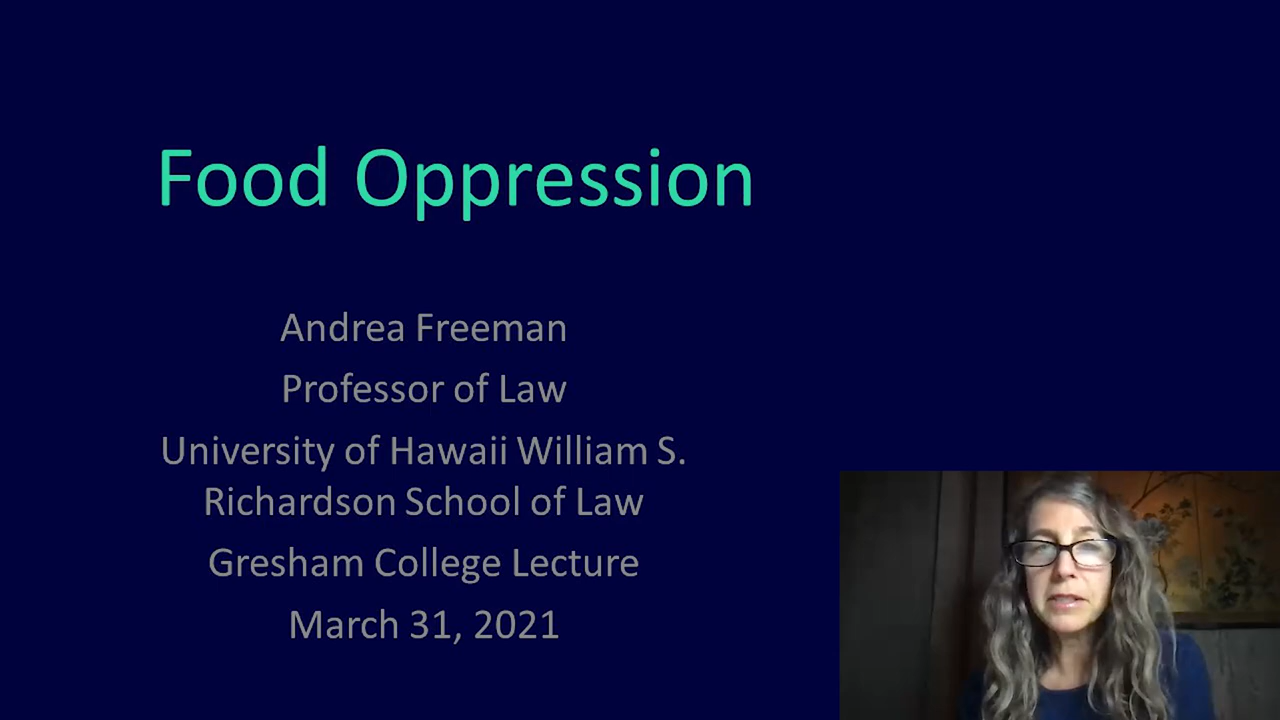 Food Oppression
Andrea Freeman
Professor of Law
University of Hawaii William S.
Richardson School of Law
Gresham College Lecture
March 31, 2021